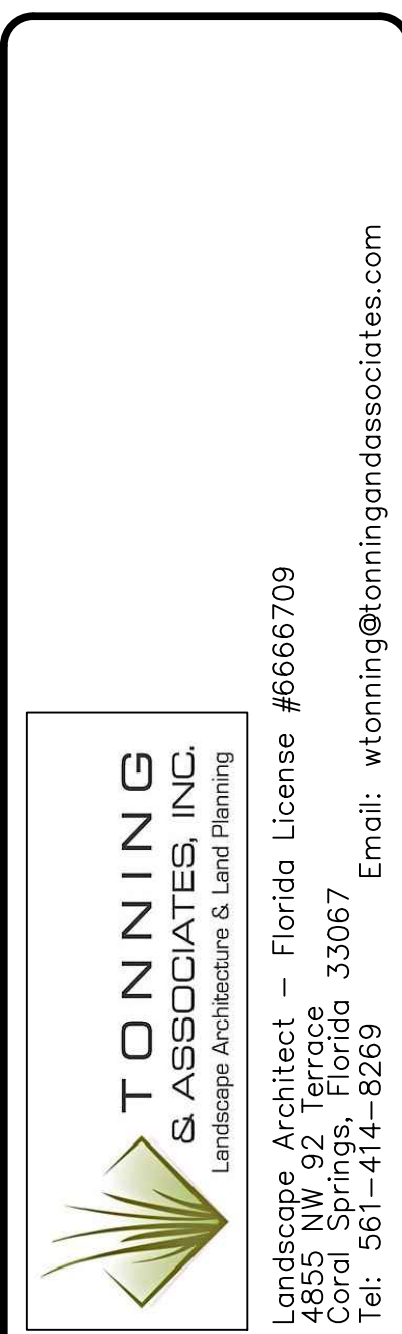 TONNING
& ASSOCIATES, INC.
Landscape Architecture & Land Planning
Landscape Architect – Florida License #6666709
4855 NW 92 Terrace
Coral Springs, Florida 33067
Tel: 561-414-8269 Email: wtonning@tonningandassociates.com